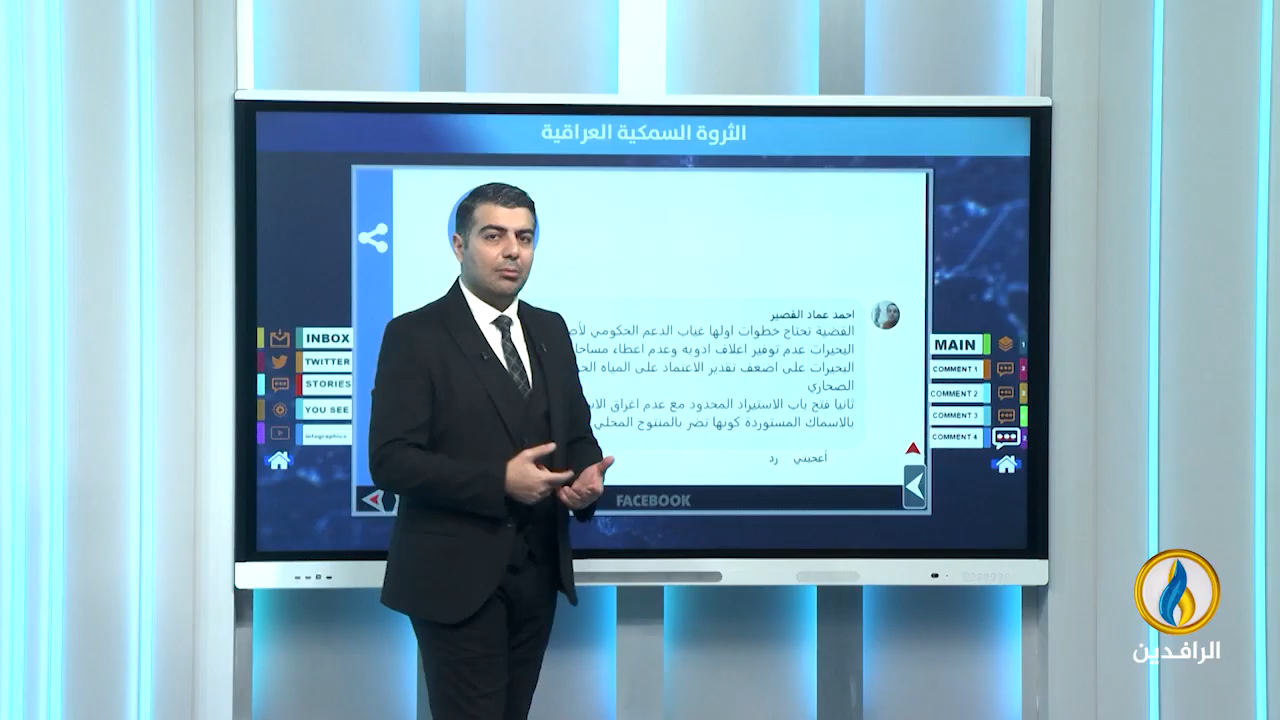 الثروة السمكية العراقية
احمد عماد القصير
القضية تحتاج خطوات اولها غياب الدعم الحكومي
البحيرات عدم توفير اعلاف ادوية وعدم اعطاء
البحيرات على اضعف تقدير الاعتماد على المياه
الصحاري
ثانيا فتح باب الاستيراد المحدود مع عدم اغراق
بالاسماك المستوردة كونها تضر بالمنتوج المحلي
أعجبني رد
FACEBOOK
INBOX
TWITTER
STORIES
YOU SEE
infographics
MAIN
COMMENT 1
COMMENT 2
COMMENT 3
COMMENT 4
الرافدين